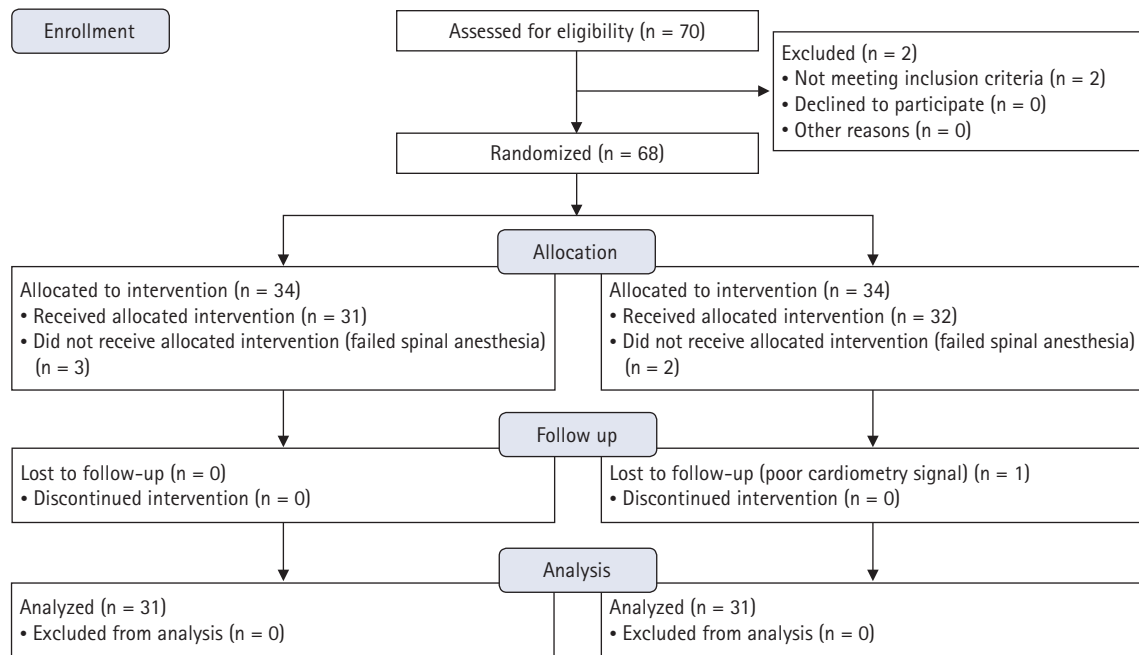 Enrollment
Assessed for eligibility (n = 70)
Excluded (n = 2)
• Not meeting inclusion criteria (n = 2)
• Declined to participate (n = 0)
• Other reasons (n = 0)
Randomized (n = 68)
Allocation
Allocated to intervention (n = 34)
• Received allocated intervention (n = 31)
• Did not receive allocated intervention (failed spinal anesthesia)
(n = 3)
Allocated to intervention (n = 34)
• Received allocated intervention (n = 32)
• Did not receive allocated intervention (failed spinal anesthesia)
(n = 2)
Follow up
Lost to follow-up (n = 0)
• Discontinued intervention (n = 0)
Lost to follow-up (poor cardiometry signal) (n = 1)
• Discontinued intervention (n = 0)
Analysis
Analyzed (n = 31)
• Excluded from analysis (n = 0)
Analyzed (n = 31)
• Excluded from analysis (n = 0)